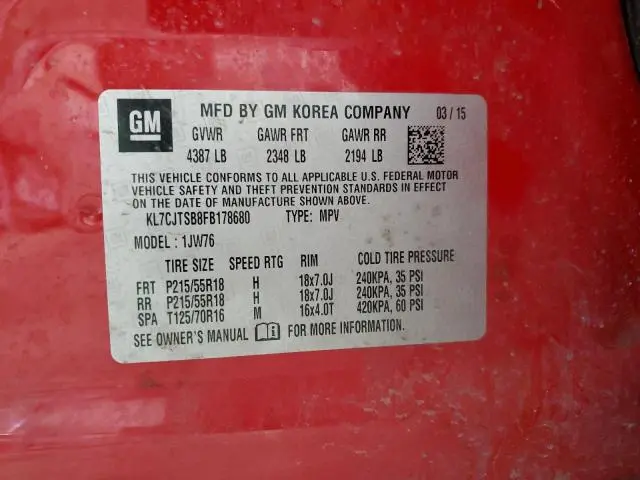 GM MFD BY GM KOREA COMPANY 03 / 15
GVWR GAWR FRT GAWR RR
4387 LB 2348 LB 2194 LB
THIS VEHICLE CONFORMS TO ALL APPLICABLE U.S. FEDERAL MOTOR
VEHICLE SAFETY AND THEFT PREVENTION STANDARDS IN EFFECT
ON THE DATE OF MANUFACTURE SHOWN ABOVE.
KL7CJTSB8FB178680 TYPE: MPV
MODEL : 1JW76
TIRE SIZE SPEED RTG RIM COLD TIRE PRESSURE
FRT P215/55R18 H 18x7.0J 240KPA, 35 PSI
RR P215/55R18 H 18x7.0J 240KPA, 35 PSI
SPA T125/70R16 M 16x4.0T 420KPA, 60 PSI
SEE OWNER'S MANUAL FOR MORE INFORMATION.